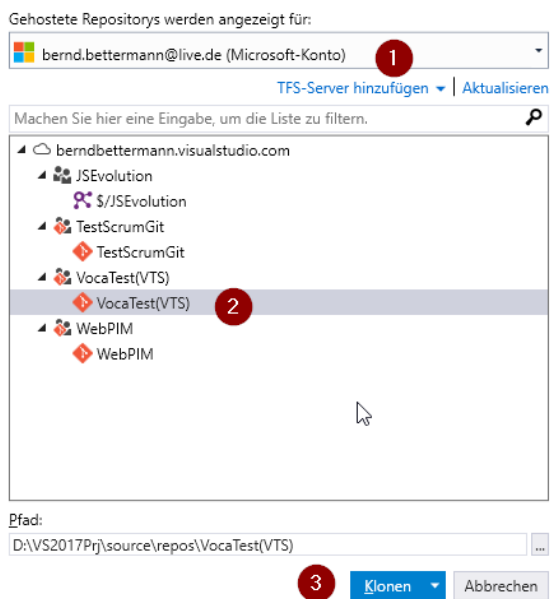 Gehostete Repositorys werden angezeigt für:
bernd.bettermann@live.de (Microsoft-Konto)
1
TFS-Server hinzufügen | Aktualisieren
Machen Sie hier eine Eingabe, um die Liste zu filtern.
berndbettermann.visualstudio.com
JSEvolution
$/JSEvolution
TestScrumGit
TestScrumGit
VocaTest(VTS)
VocaTest(VTS) 2
WebPIM
WebPIM
Pfad:
D:\VS2017Prj\source\repos\VocaTest(VTS) ...
3 Klonen Abbrechen